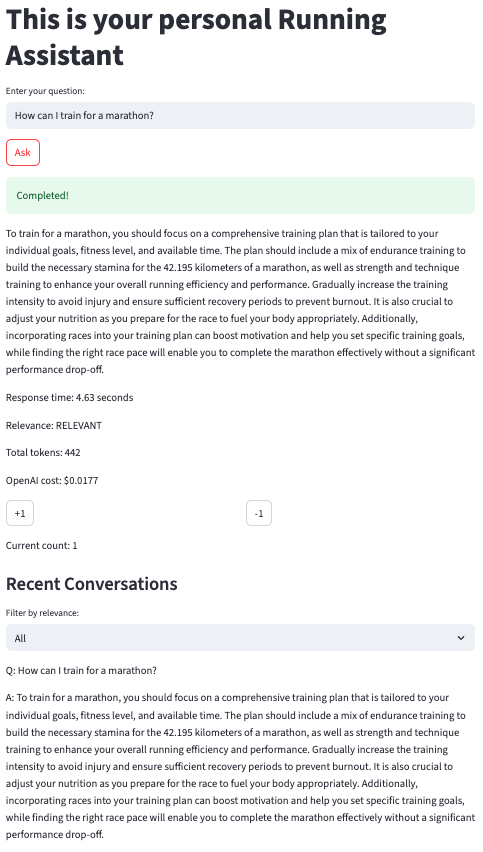 This is your personal Running
Assistant
Enter your question:
How can I train for a marathon?
Ask
Completed!
To train for a marathon, you should focus on a comprehensive training plan that is tailored to your
individual goals, fitness level, and available time. The plan should include a mix of endurance training to
build the necessary stamina for the 42.195 kilometers of a marathon, as well as strength and technique
training to enhance your overall running efficiency and performance. Gradually increase the training
intensity to avoid injury and ensure sufficient recovery periods to prevent burnout. It is also crucial to
adjust your nutrition as you prepare for the race to fuel your body appropriately. Additionally,
incorporating races into your training plan can boost motivation and help you set specific training goals,
while finding the right race pace will enable you to complete the marathon effectively without a significant
performance drop-off.
Response time: 4.63 seconds
Relevance: RELEVANT
Total tokens: 442
OpenAI cost: $0.0177
+1 -1
Current count: 1
Recent Conversations
Filter by relevance:
All
Q: How can I train for a marathon?
A: To train for a marathon, you should focus on a comprehensive training plan that is tailored to your
individual goals, fitness level, and available time. The plan should include a mix of endurance training to
build the necessary stamina for the 42.195 kilometers of a marathon, as well as strength and technique
training to enhance your overall running efficiency and performance. Gradually increase the training
intensity to avoid injury and ensure sufficient recovery periods to prevent burnout. It is also crucial to
adjust your nutrition as you prepare for the race to fuel your body appropriately. Additionally,
incorporating races into your training plan can boost motivation and help you set specific training goals,
while finding the right race pace will enable you to complete the marathon effectively without a significant
performance drop-off.